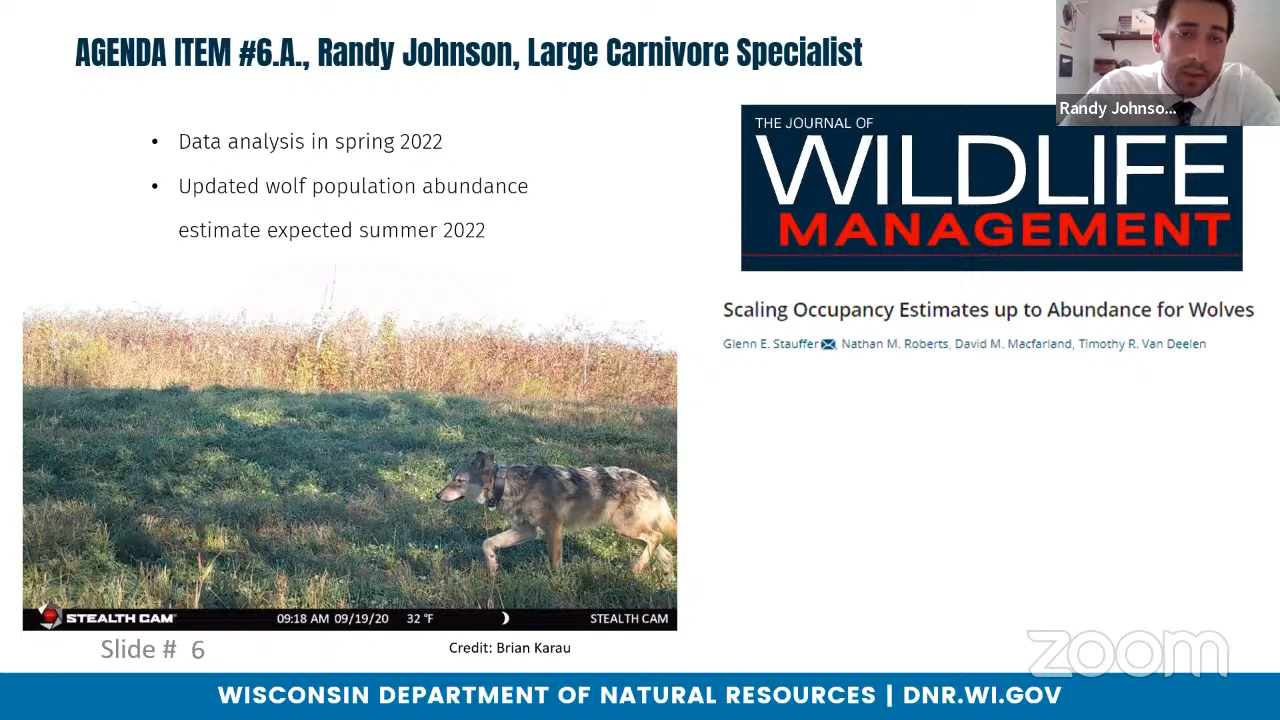 AGENDA ITEM #6.A., Randy Johnson, Large Carnivore Specialist
Randy Johnso...
• Data analysis in spring 2022
• Updated wolf population abundance
estimate expected summer 2022
THE JOURNAL OF
WILDLIFE
MANAGEMENT
Scaling Occupancy Estimates up to Abundance for Wolves
Glenn E. Stauffer, Nathan M. Roberts, David M. Macfarland, Timothy R. Van Deelen
STEALTH CAM 09:18 AM 09/19/20 32 °F STEALTH CAM
Slide # 6
Credit: Brian Karau
zoom
WISCONSIN DEPARTMENT OF NATURAL RESOURCES | DNR.WI.GOV